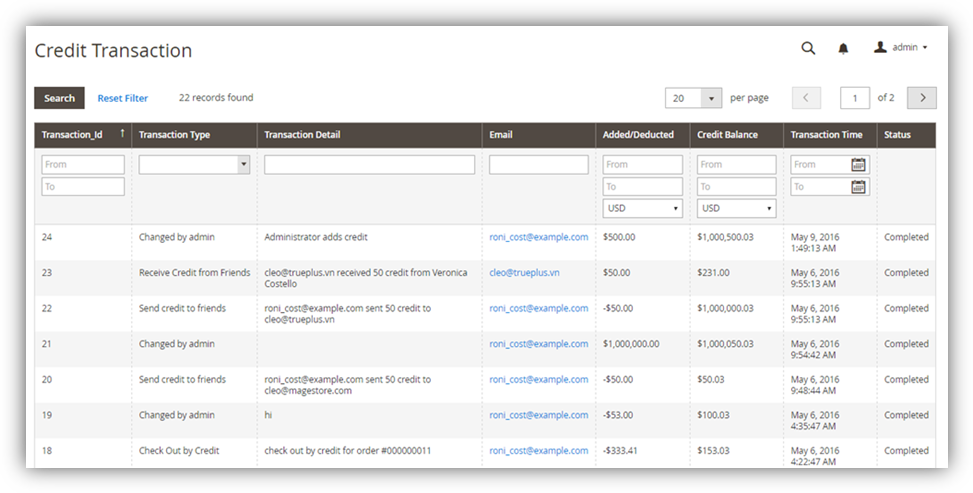 Credit Transaction
admin
Search Reset Filter 22 records found 20 per page 1 of 2
Transaction_Id ↑ Transaction Type Transaction Detail Email Added/Deducted Credit Balance Transaction Time Status
From From From From
To To To To
USD USD
24 Changed by admin Administrator adds credit roni_cost@example.com $500.00 $1,000,500.03 May 9, 2016 Completed
1:49:13 AM
23 Receive Credit from Friends cleo@trueplus.vn received 50 credit from Veronica cleo@trueplus.vn $50.00 $231.00 May 6, 2016 Completed
Costello 9:55:13 AM
22 Send credit to friends roni_cost@example.com sent 50 credit to roni_cost@example.com -$50.00 $1,000,000.03 May 6, 2016 Completed
cleo@trueplus.vn 9:55:13 AM
21 Changed by admin roni_cost@example.com $1,000,000.00 $1,000,050.03 May 6, 2016 Completed
9:54:42 AM
20 Send credit to friends roni_cost@example.com sent 50 credit to roni_cost@example.com -$50.00 $50.03 May 6, 2016 Completed
cleo@magestore.com 9:48:44 AM
19 Changed by admin hi roni_cost@example.com -$53.00 $100.03 May 6, 2016 Completed
4:35:47 AM
18 Check Out by Credit check out by credit for order #000000011 roni_cost@example.com -$333.41 $153.03 May 6, 2016 Completed
4:22:47 AM